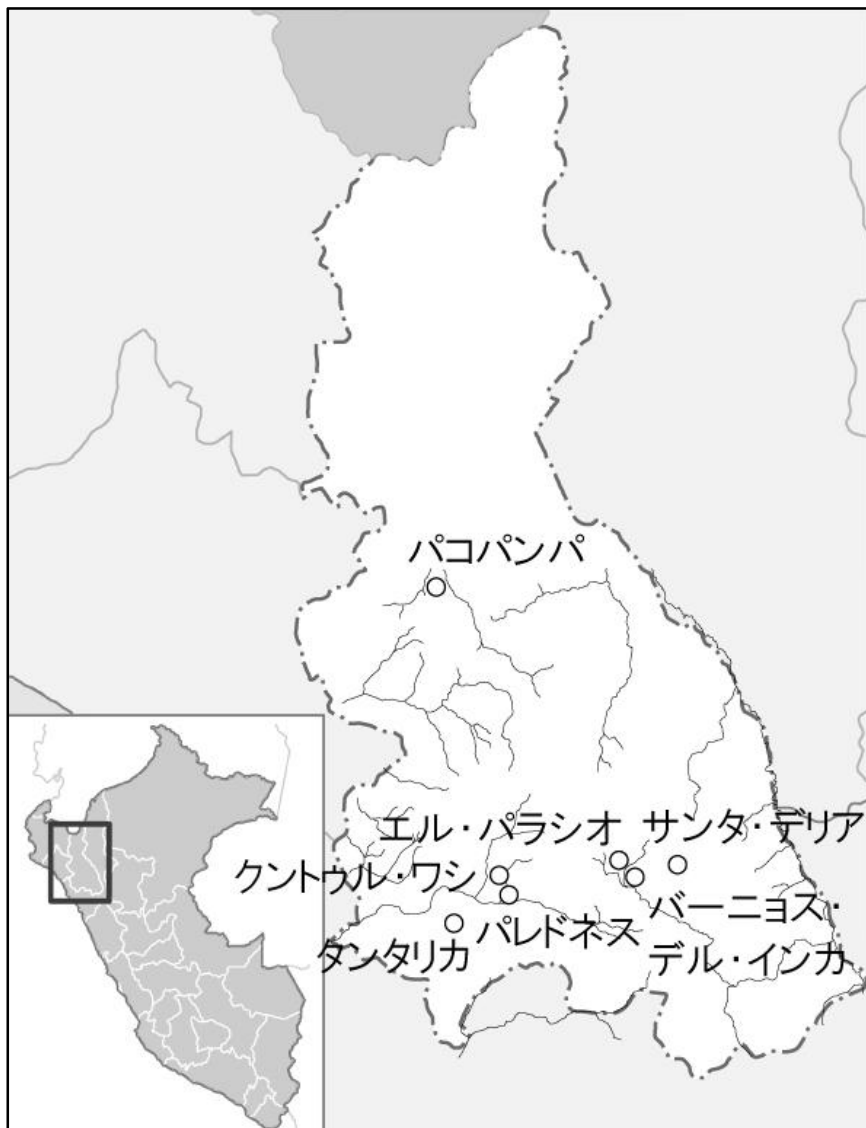 パコパンパ
エル・パラシオ
サンタ・デリア
クントゥル・ワシ
パレドネス
バーニョス・
デル・インカ
タンタリカ